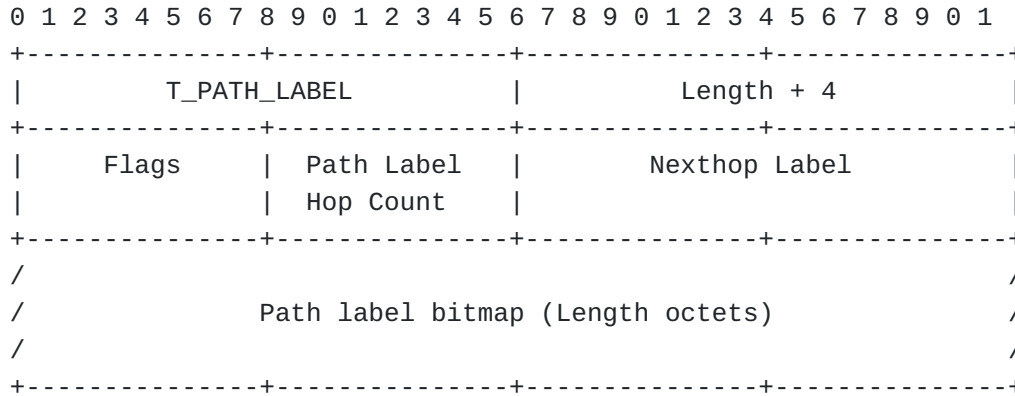 0 1 2 3 4 5 6 7 8 9 0 1 2 3 4 5 6 7 8 9 0 1 2 3 4 5 6 7 8 9 0 1
+---------------+---------------+---------------+---------------+
|         T_PATH_LABEL          |          Length + 4           |
+---------------+---------------+---------------+---------------+
|     Flags     |  Path Label   |        Nexthop Label          |
|               |  Hop Count    |                               |
+---------------+---------------+---------------+---------------+
/                                                               /
/               Path label bitmap (Length octets)               /
/                                                               /
+---------------+---------------+---------------+---------------+